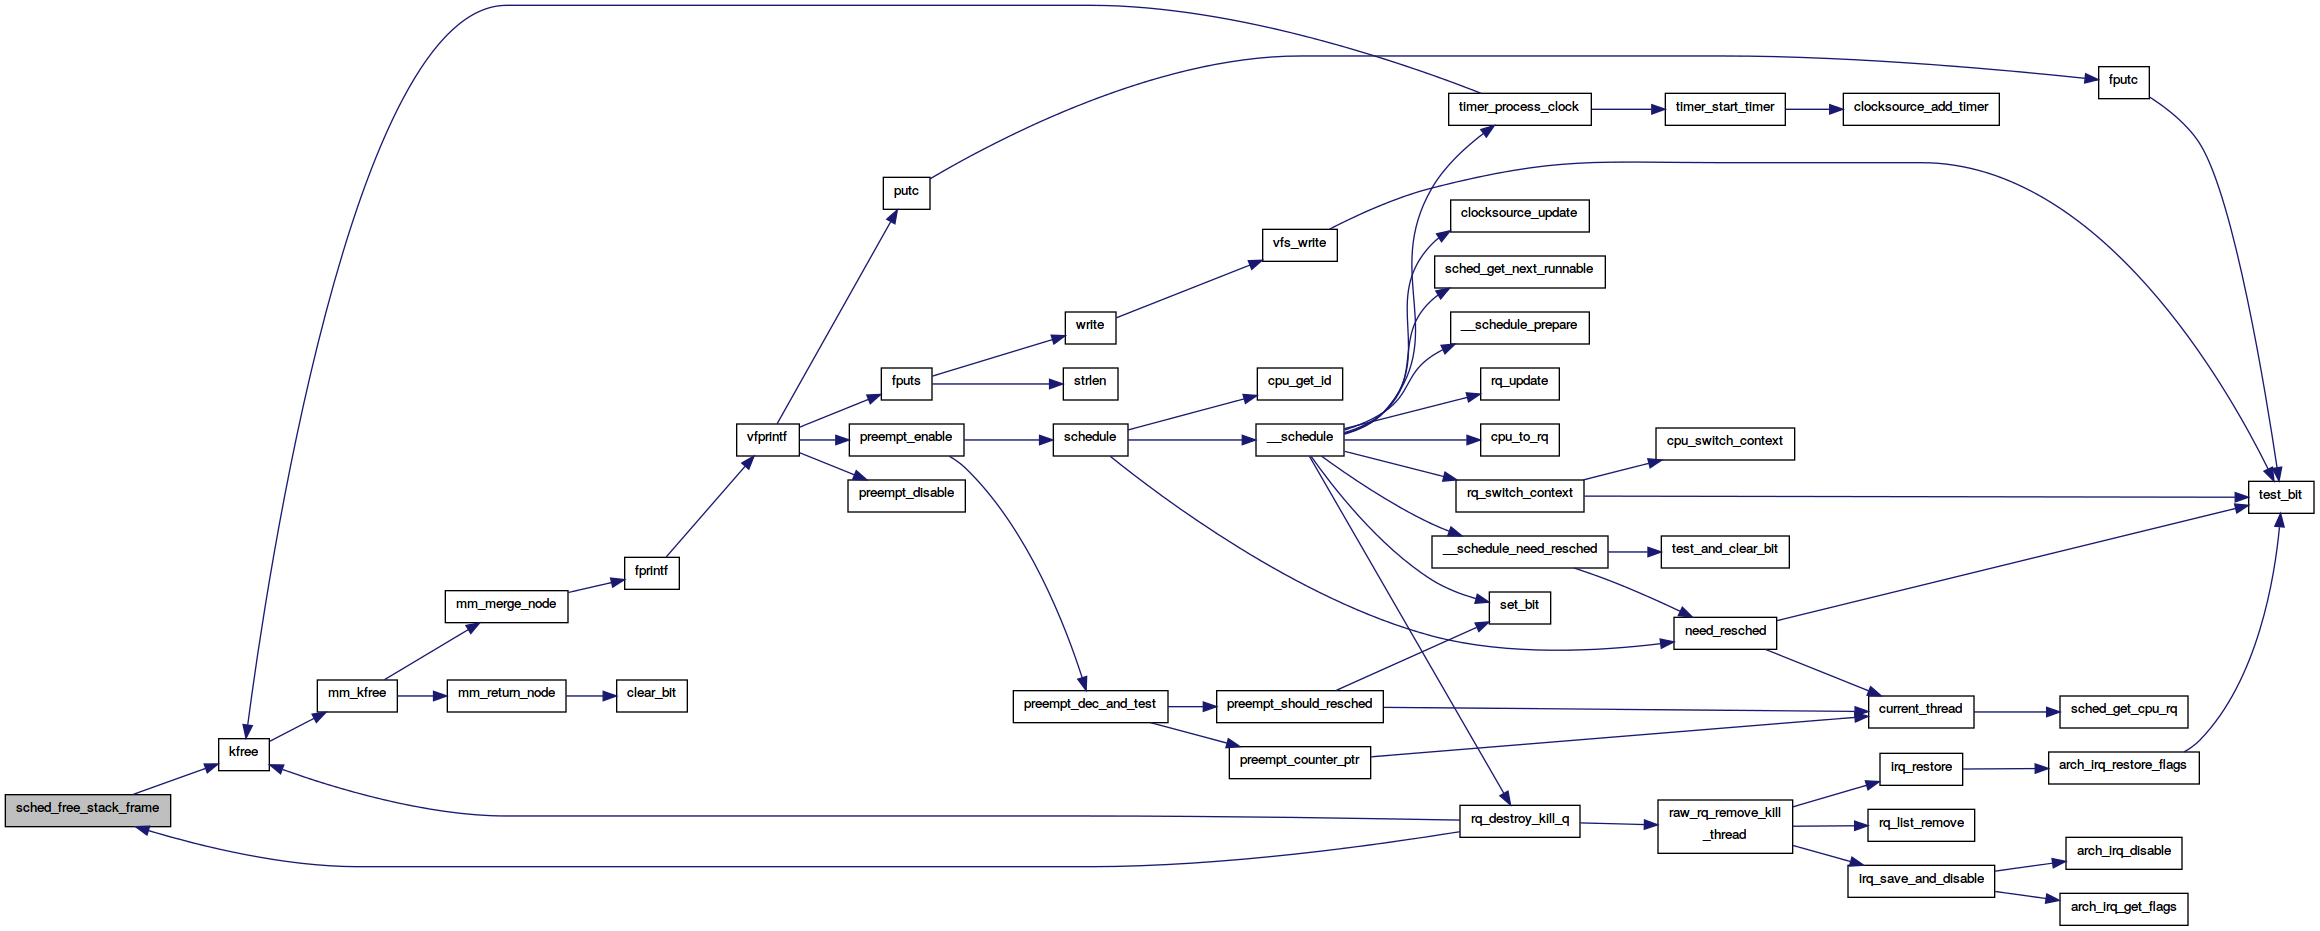 sched_free_stack_frame
kfree
mm_kfree
mm_merge_node
mm_return_node
fprintf
clear_bit
vfprintf
putc
fputs
preempt_enable
preempt_disable
write
strlen
schedule
preempt_dec_and_test
vfs_write
cpu_get_id
__schedule
preempt_should_resched
preempt_counter_ptr
timer_process_clock
clocksource_update
sched_get_next_runnable
__schedule_prepare
rq_update
cpu_to_rq
rq_switch_context
__schedule_need_resched
set_bit
rq_destroy_kill_q
timer_start_timer
cpu_switch_context
test_and_clear_bit
need_resched
raw_rq_remove_kill
_thread
clocksource_add_timer
current_thread
irq_restore
rq_list_remove
irq_save_and_disable
fputc
sched_get_cpu_rq
arch_irq_restore_flags
arch_irq_disable
arch_irq_get_flags
test_bit